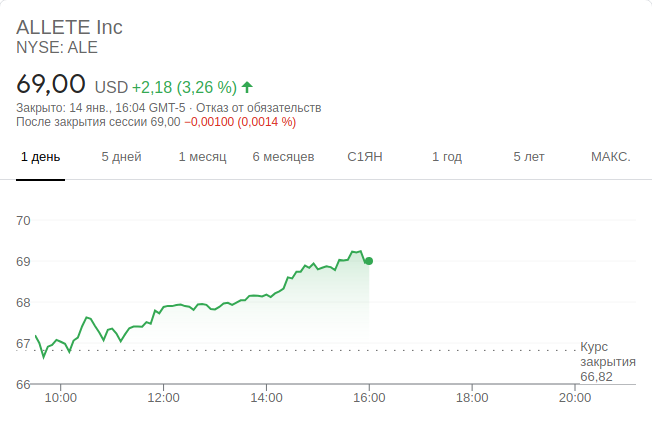 ALLETE Inc
NYSE: ALE
69,00 USD +2,18 (3,26 %)
Закрыто: 14 янв., 16:04 GMT-5 · Отказ от обязательств
После закрытия сессии 69,00 −0,00100 (0,0014 %)
1 день 5 дней 1 месяц 6 месяцев С1ЯН 1 год 5 лет МАКС.
70
69
68
67
66
Курс
закрытия
66,82
10:00 12:00 14:00 16:00 18:00 20:00